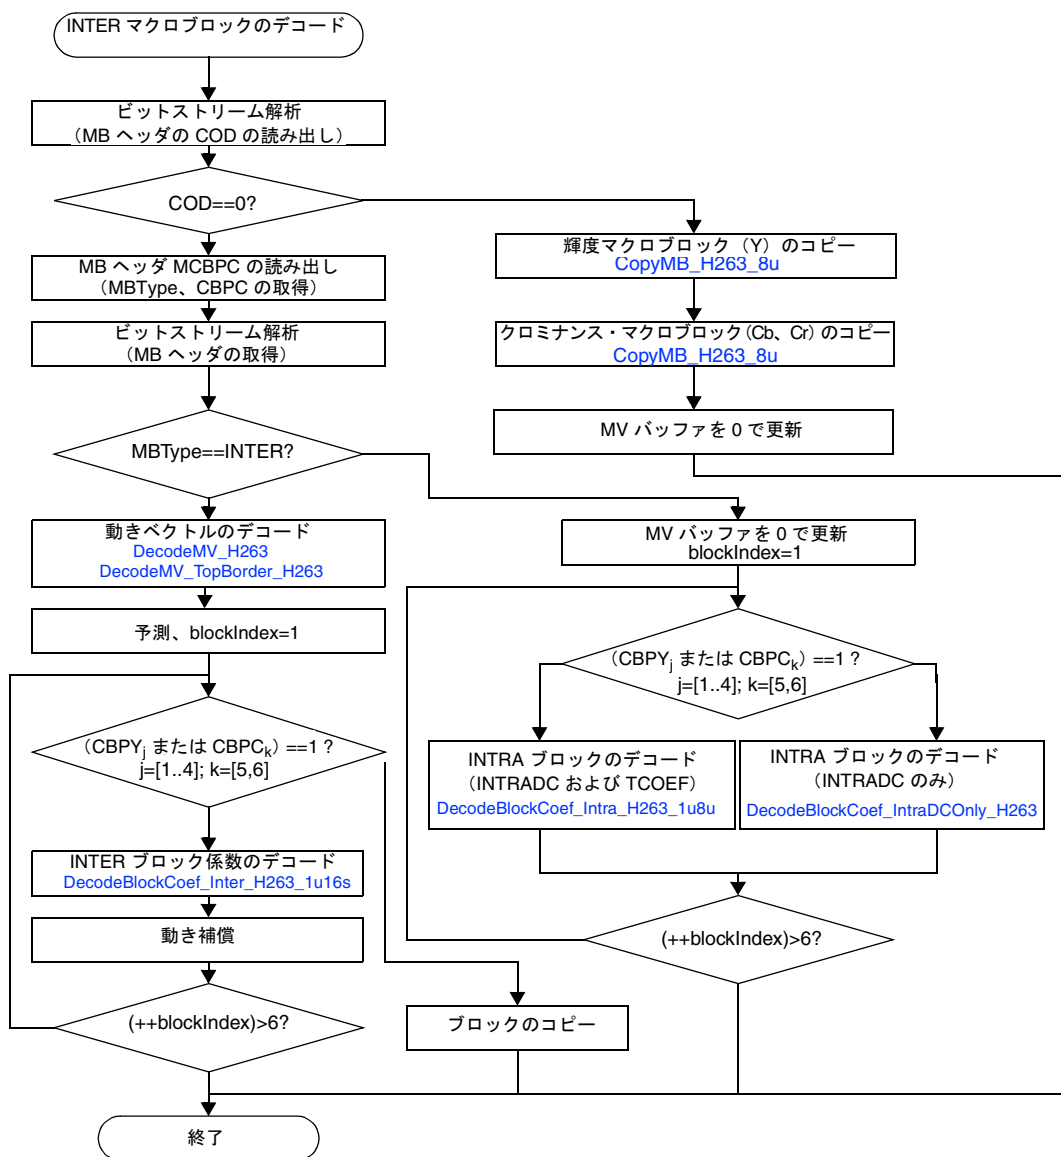 INTER マクロブロックのデコード
ビットストリーム解析
（MB ヘッダの COD の読み出し）
COD==0?
輝度マクロブロック（Y）のコピー
CopyMB_H263_8u
MB ヘッダ MCBPC の読み出し
（MBType、CBPC の取得）
クロミナンス・マクロブロック（Cb、Cr）のコピー
CopyMB_H263_8u
ビットストリーム解析
（MB ヘッダの取得）
MV バッファを 0 で更新
MBType==INTER?
動きベクトルのデコード
DecodeMV_H263
DecodeMV_TopBorder_H263
MV バッファを 0 で更新
blockIndex=1
予測、blockIndex=1
（CBPYj または CBPCk）==1 ?
j=[1..4]; k=[5,6]
（CBPYj または CBPCk）==1 ?
j=[1..4]; k=[5,6]
INTRA ブロックのデコード
（INTRADC および TCOEF）
DecodeBlockCoef_Intra_H263_1u8u
INTRA ブロックのデコード
（INTRADC のみ）
DecodeBlockCoef_IntraDCOnly_H263
INTER ブロック係数のデコード
DecodeBlockCoef_Inter_H263_1u16s
動き補償
(++blockIndex)>6?
(++blockIndex)>6?
ブロックのコピー
終了